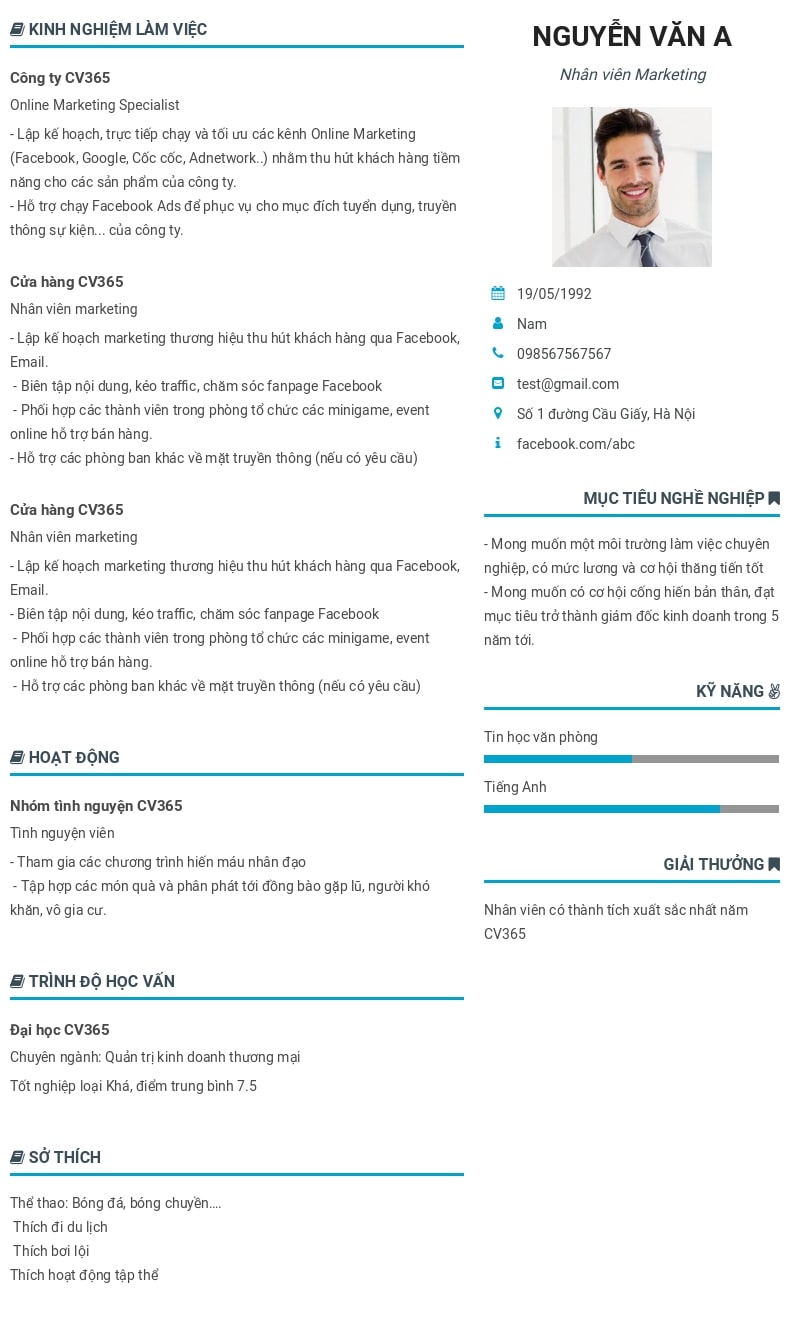 KINH NGHIỆM LÀM VIỆC
Công ty CV365
Online Marketing Specialist
- Lập kế hoạch, trực tiếp chạy và tối ưu các kênh Online Marketing
(Facebook, Google, Cốc cốc, Adnetwork..) nhằm thu hút khách hàng tiềm
năng cho các sản phẩm của công ty.
- Hỗ trợ chạy Facebook Ads để phục vụ cho mục đích tuyển dụng, truyền
thông sự kiện... của công ty.
Cửa hàng CV365
Nhân viên marketing
- Lập kế hoạch marketing thương hiệu thu hút khách hàng qua Facebook,
Email.
- Biên tập nội dung, kéo traffic, chăm sóc fanpage Facebook
- Phối hợp các thành viên trong phòng tổ chức các minigame, event
online hỗ trợ bán hàng.
- Hỗ trợ các phòng ban khác về mặt truyền thông (nếu có yêu cầu)
Cửa hàng CV365
Nhân viên marketing
- Lập kế hoạch marketing thương hiệu thu hút khách hàng qua Facebook,
Email.
- Biên tập nội dung, kéo traffic, chăm sóc fanpage Facebook
- Phối hợp các thành viên trong phòng tổ chức các minigame, event
online hỗ trợ bán hàng.
- Hỗ trợ các phòng ban khác về mặt truyền thông (nếu có yêu cầu)
HOẠT ĐỘNG
Nhóm tình nguyện CV365
Tình nguyện viên
- Tham gia các chương trình hiến máu nhân đạo
- Tập hợp các món quà và phân phát tới đồng bào gặp lũ, người khó
khăn, vô gia cư.
TRÌNH ĐỘ HỌC VẤN
Đại học CV365
Chuyên ngành: Quản trị kinh doanh thương mại
Tốt nghiệp loại Khá, điểm trung bình 7.5
SỞ THÍCH
Thể thao: Bóng đá, bóng chuyền....
Thích đi du lịch
Thích bơi lội
Thích hoạt động tập thể
NGUYỄN VĂN A
Nhân viên Marketing
19/05/1992
Nam
098567567567
test@gmail.com
Số 1 đường Cầu Giấy, Hà Nội
facebook.com/abc
MỤC TIÊU NGHỀ NGHIỆP
- Mong muốn một môi trường làm việc chuyên
nghiệp, có mức lương và cơ hội thăng tiến tốt
- Mong muốn có cơ hội cống hiến bản thân, đạt
mục tiêu trở thành giám đốc kinh doanh trong 5
năm tới.
KỸ NĂNG
Tin học văn phòng
Tiếng Anh
GIẢI THƯỞNG
Nhân viên có thành tích xuất sắc nhất năm
CV365